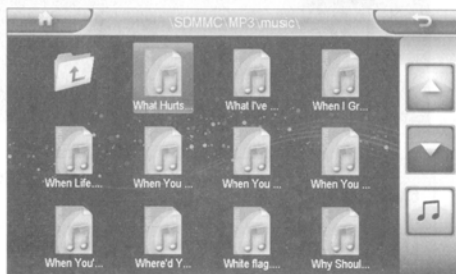 \SDMMC\MP3\music\
What Hurts...
What I've ...
When I Gr...
When Life...
When You ...
When You ...
When You ...
When You'...
Where'd Y...
White flag....
Why Shoul...